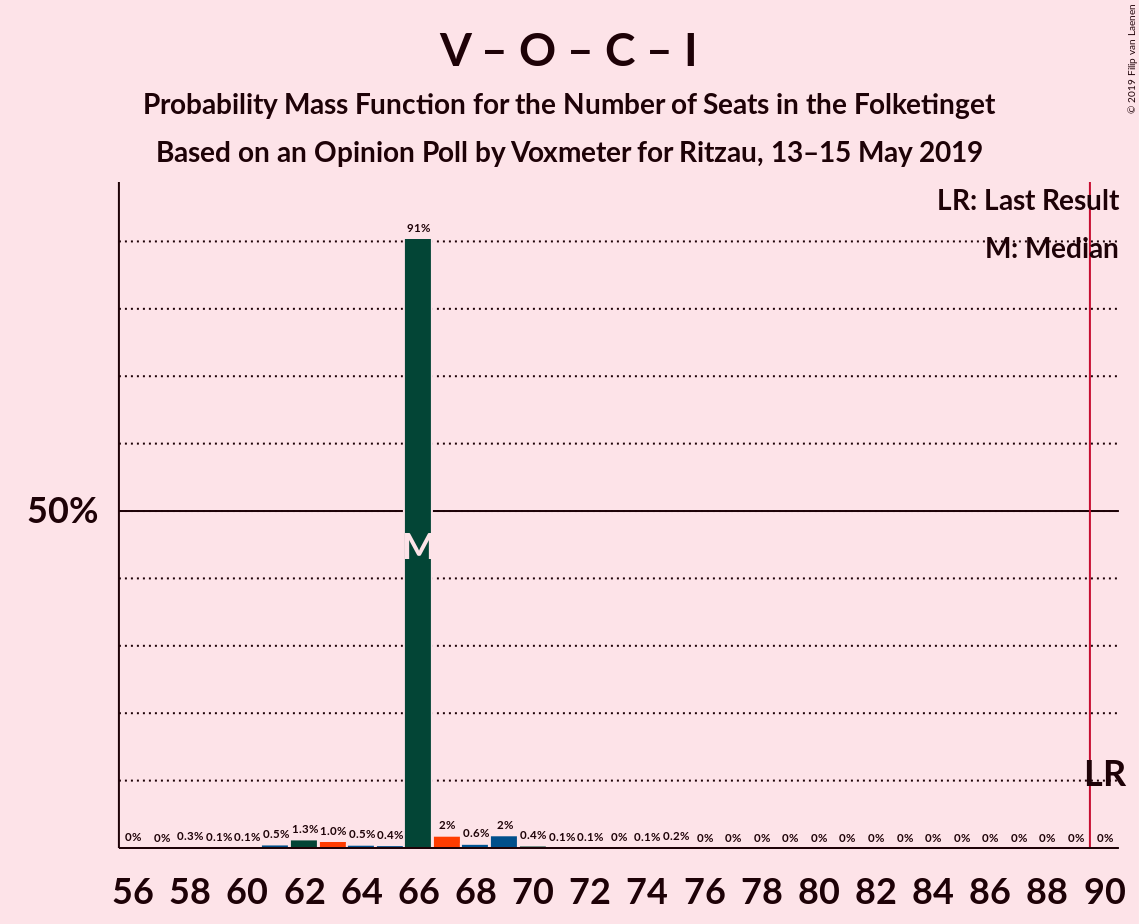 V – O – C – I
Probability Mass Function for the Number of Seats in the Folketinget
Based on an Opinion Poll by Voxmeter for Ritzau, 13–15 May 2019
© 2019 Filip van Laenen
LR: Last Result
M: Median
91%
50%
M
LR
0% 0% 0.3% 0.1% 0.1% 0.5% 1.3% 1.0% 0.5% 0.4% 2% 0.6% 2% 0.4% 0.1% 0.1% 0% 0.1% 0.2% 0% 0% 0% 0% 0% 0% 0% 0% 0% 0% 0% 0% 0% 0% 0%
56 58 60 62 64 66 68 70 72 74 76 78 80 82 84 86 88 90